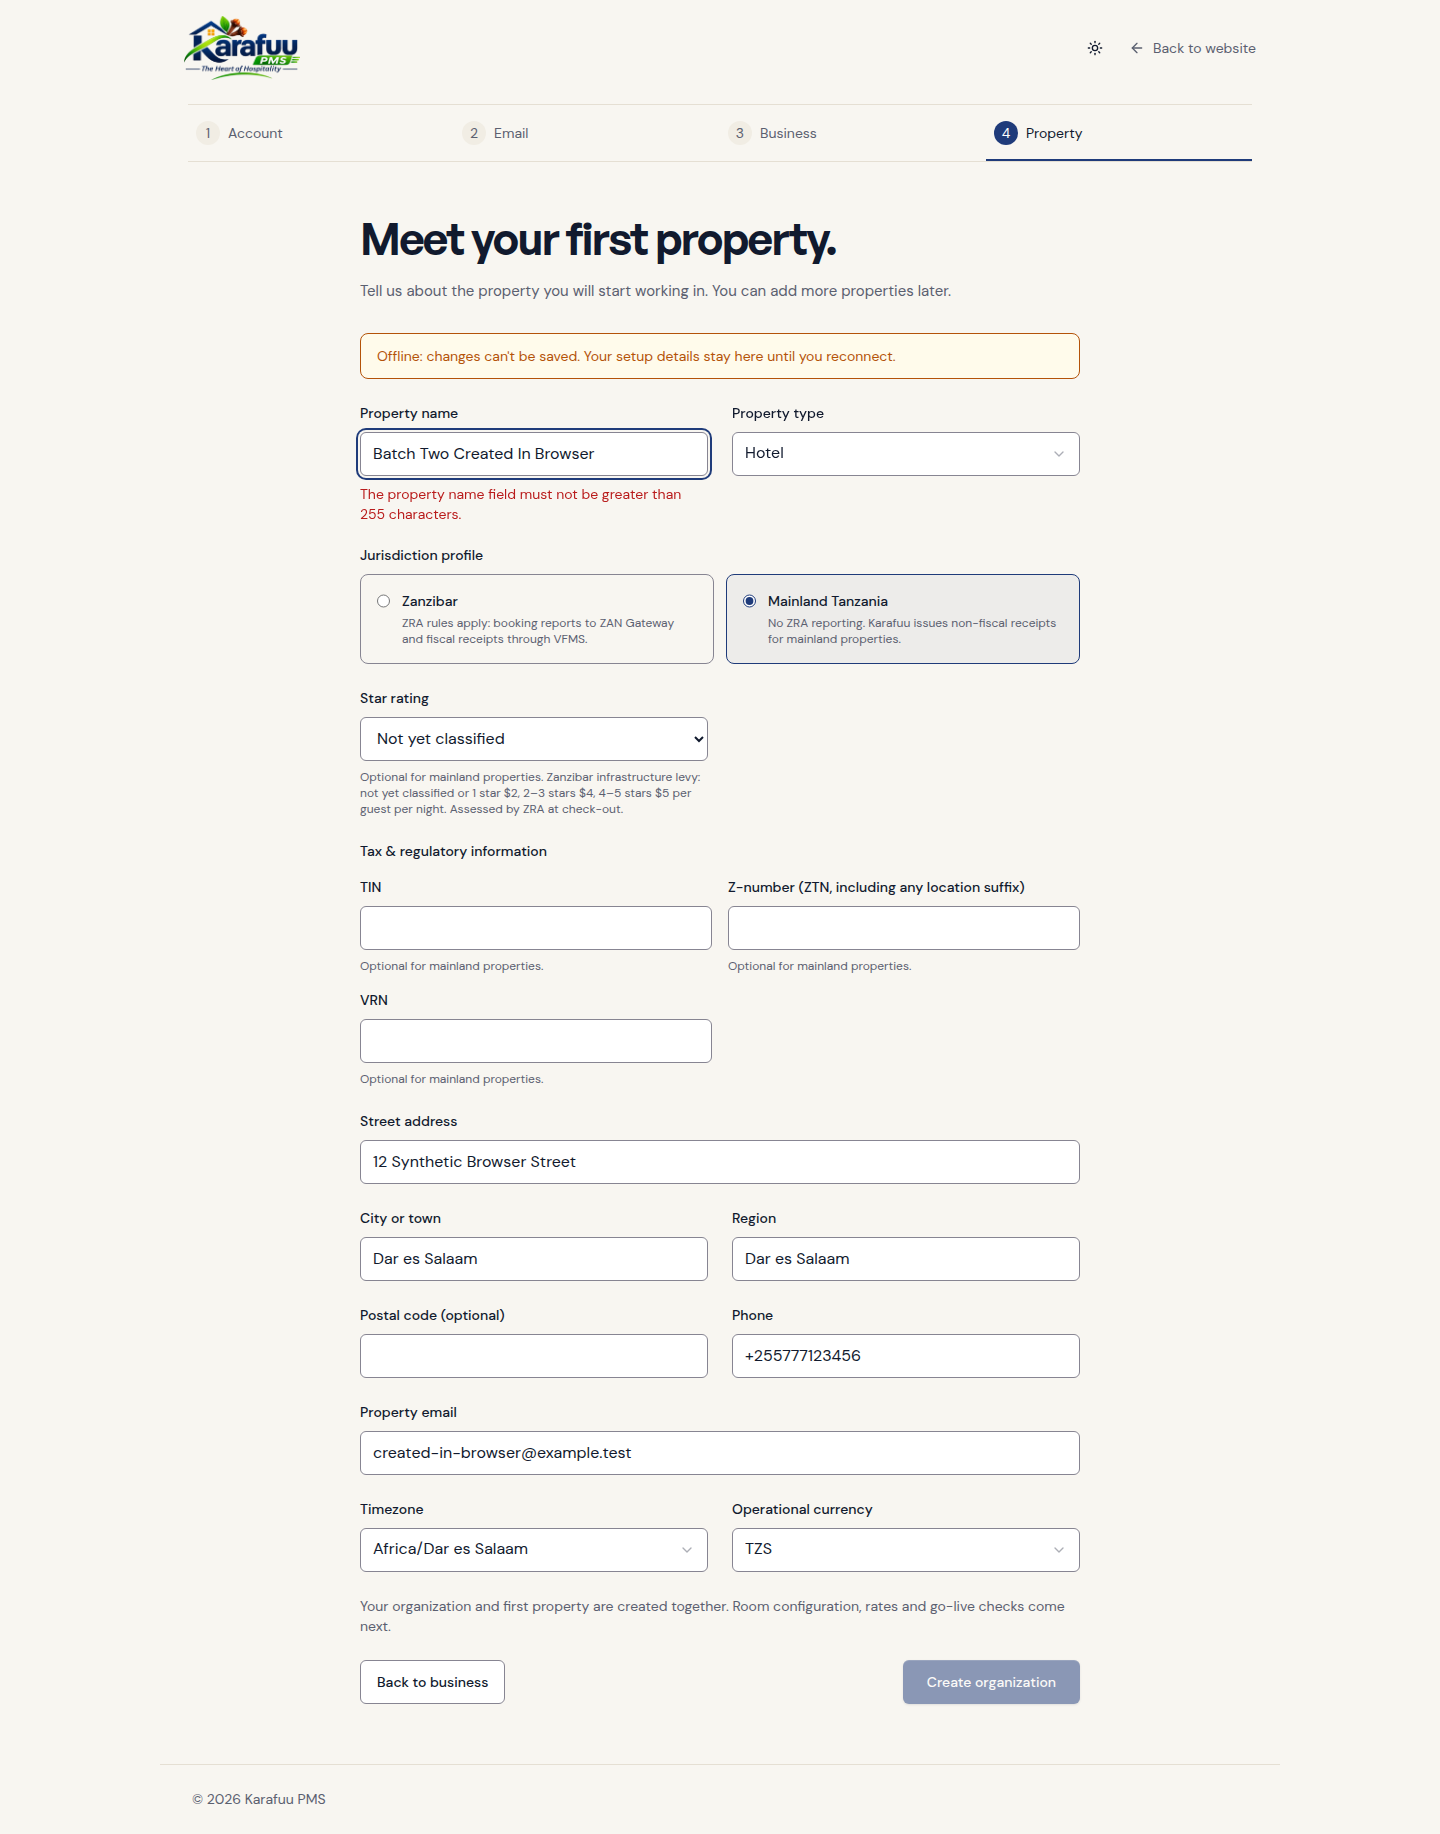 Karafuu
PMS
The Heart of Hospitality
Back to website
1 Account
2 Email
3 Business
4 Property
Meet your first property.
Tell us about the property you will start working in. You can add more properties later.
Offline: changes can't be saved. Your setup details stay here until you reconnect.
Property name
Property type
Batch Two Created In Browser
Hotel
The property name field must not be greater than
255 characters.
Jurisdiction profile
Zanzibar
ZRA rules apply: booking reports to ZAN Gateway
and fiscal receipts through VFMS.
Mainland Tanzania
No ZRA reporting. Karafuu issues non-fiscal receipts
for mainland properties.
Star rating
Not yet classified
Optional for mainland properties. Zanzibar infrastructure levy:
not yet classified or 1 star $2, 2–3 stars $4, 4–5 stars $5 per
guest per night. Assessed by ZRA at check-out.
Tax & regulatory information
TIN
Z-number (ZTN, including any location suffix)
Optional for mainland properties.
Optional for mainland properties.
VRN
Optional for mainland properties.
Street address
12 Synthetic Browser Street
City or town
Region
Dar es Salaam
Dar es Salaam
Postal code (optional)
Phone
+255777123456
Property email
created-in-browser@example.test
Timezone
Operational currency
Africa/Dar es Salaam
TZS
Your organization and first property are created together. Room configuration, rates and go-live checks come
next.
Back to business
Create organization
© 2026 Karafuu PMS